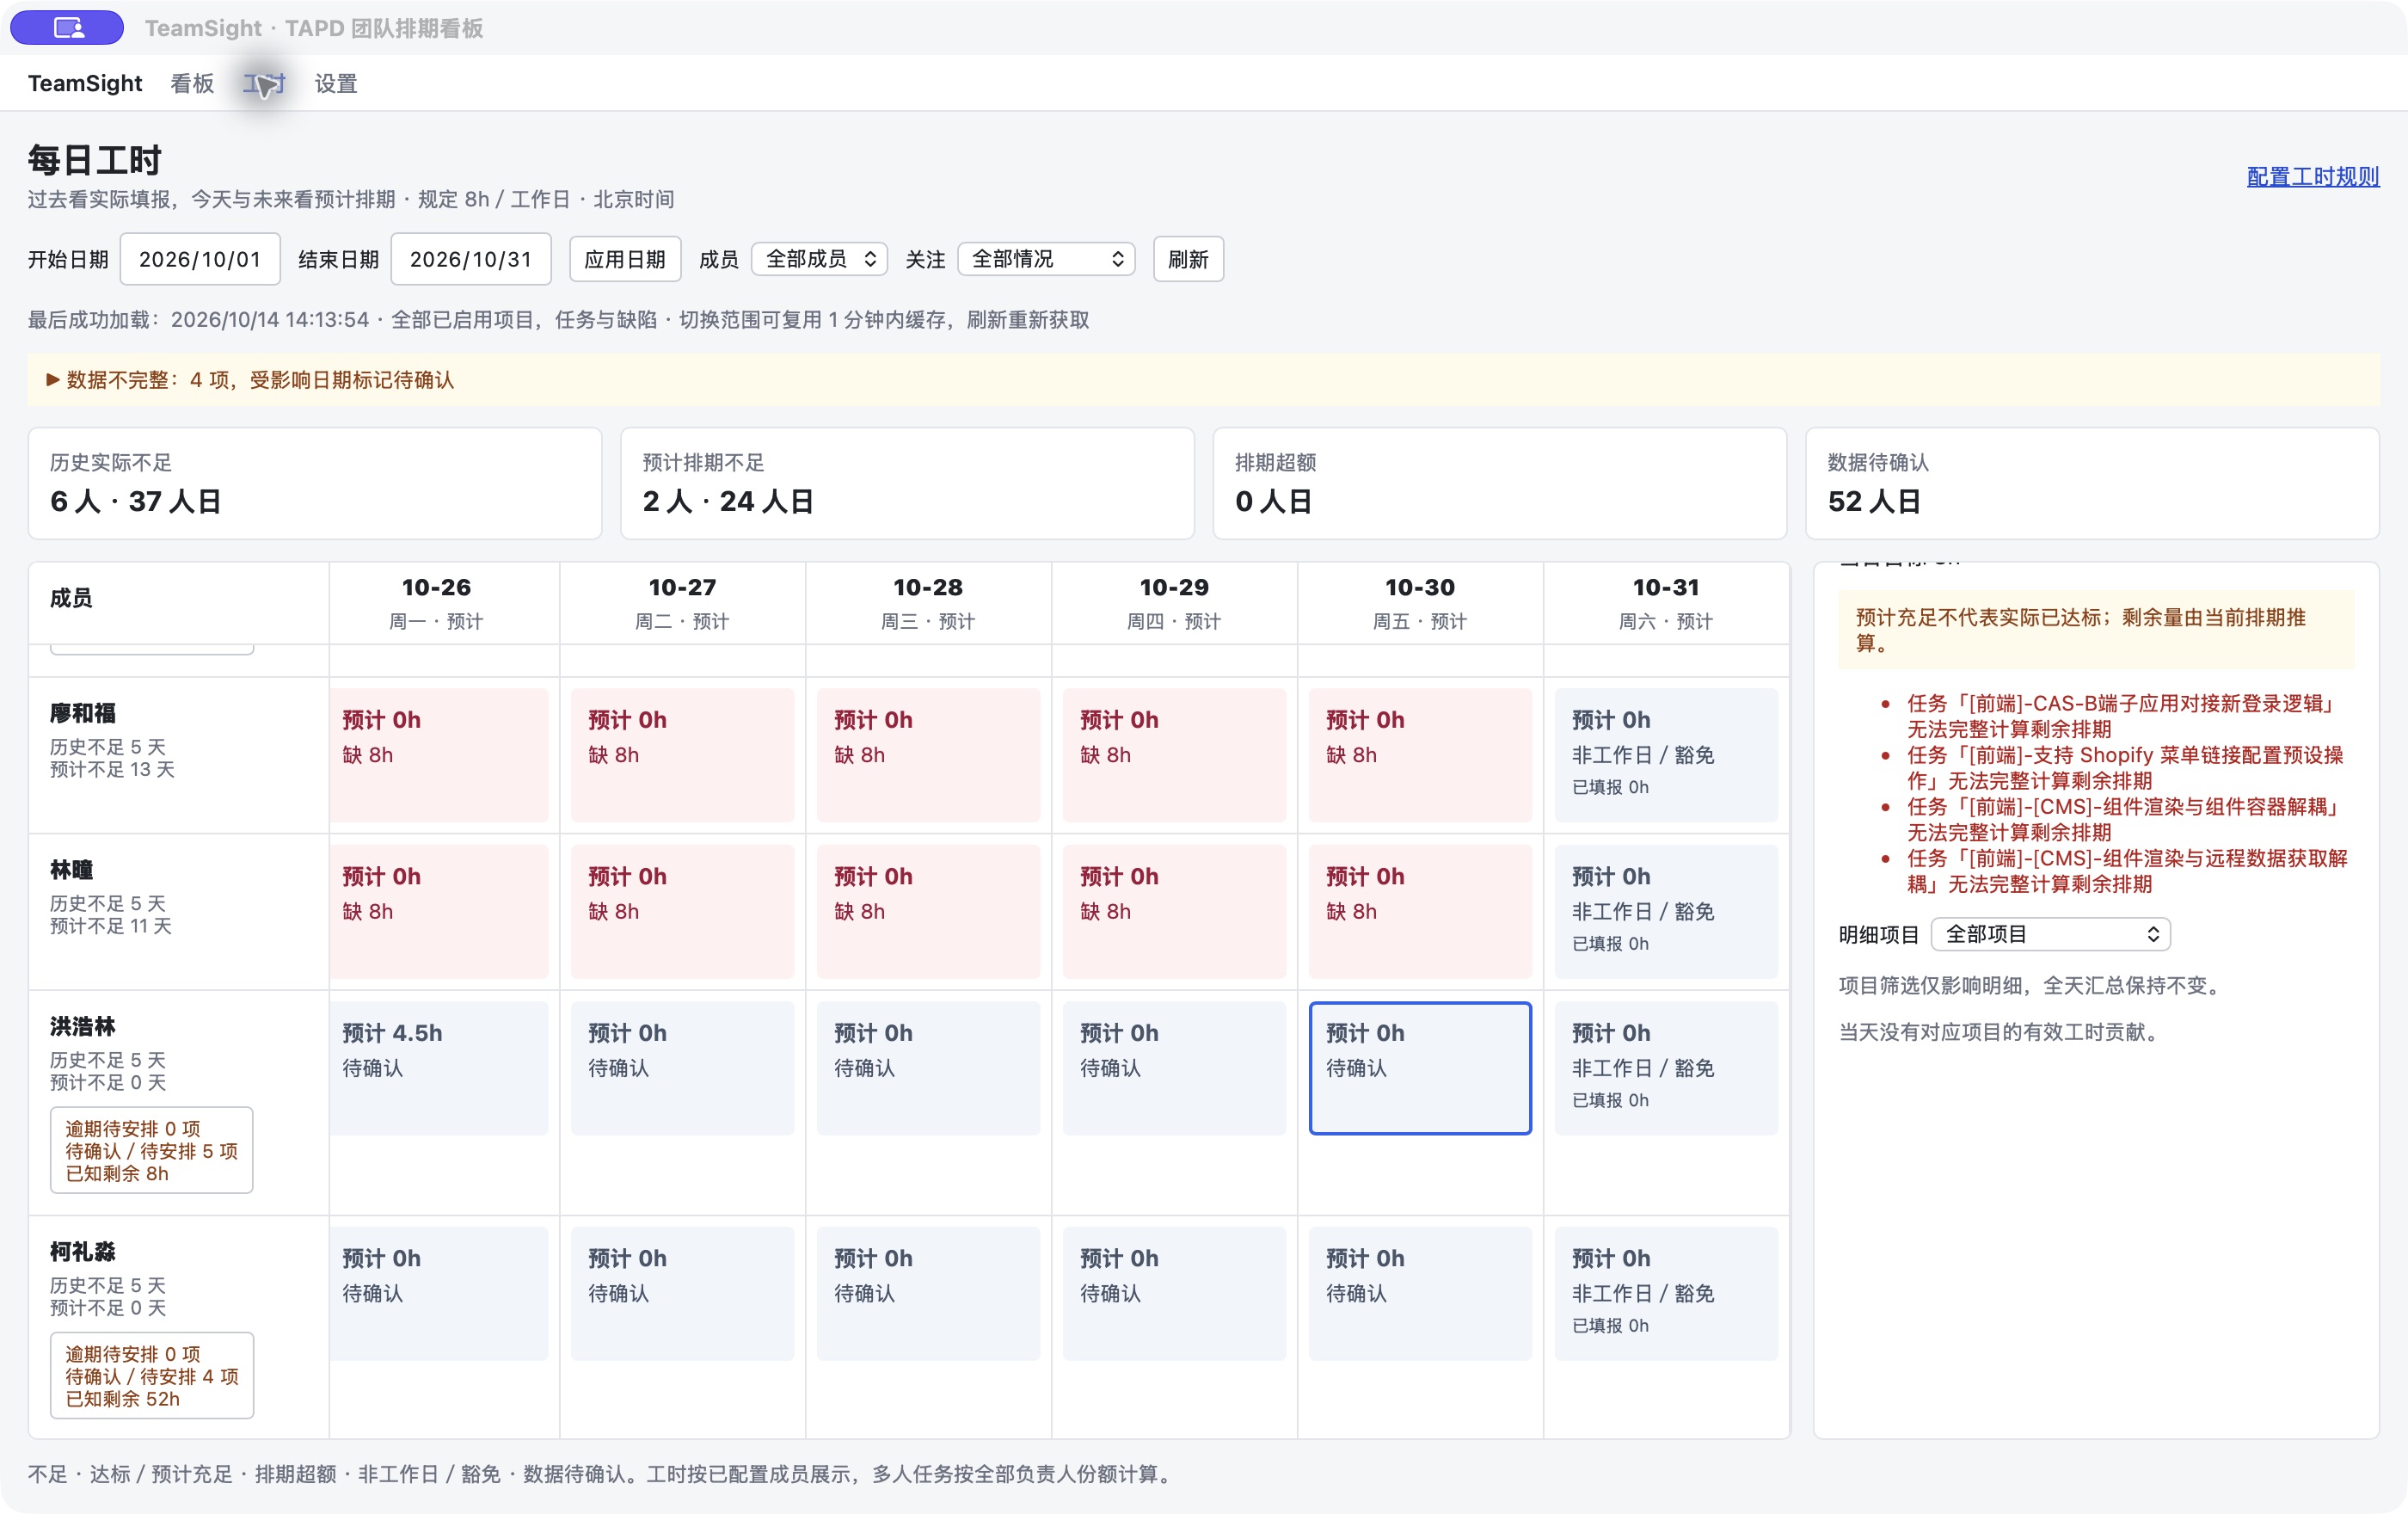 TeamSight · TAPD 团队排期看板
TeamSight 看板 工时 设置
每日工时
过去看实际填报，今天与未来看预计排期 · 规定 8h / 工作日 · 北京时间
配置工时规则
开始日期 2026/10/01 结束日期 2026/10/31 应用日期 成员 全部成员 关注 全部情况 刷新
最后成功加载：2026/10/14 14:13:54 · 全部已启用项目，任务与缺陷 · 切换范围可复用 1 分钟内缓存，刷新重新获取
▶ 数据不完整：4 项，受影响日期标记待确认
历史实际不足
6 人 · 37 人日
预计排期不足
2 人 · 24 人日
排期超额
0 人日
数据待确认
52 人日
成员
10-26 10-27 10-28 10-29 10-30 10-31
周一 · 预计 周二 · 预计 周三 · 预计 周四 · 预计 周五 · 预计 周六 · 预计
廖和福
历史不足 5 天
预计不足 13 天
预计 0h 预计 0h 预计 0h 预计 0h 预计 0h 预计 0h
缺 8h 缺 8h 缺 8h 缺 8h 缺 8h 非工作日 / 豁免
已填报 0h
林曈
历史不足 5 天
预计不足 11 天
预计 0h 预计 0h 预计 0h 预计 0h 预计 0h 预计 0h
缺 8h 缺 8h 缺 8h 缺 8h 缺 8h 非工作日 / 豁免
已填报 0h
洪浩林
历史不足 5 天
预计不足 0 天
逾期待安排 0 项
待确认 / 待安排 5 项
已知剩余 8h
预计 4.5h 预计 0h 预计 0h 预计 0h 预计 0h 预计 0h
待确认 待确认 待确认 待确认 待确认 非工作日 / 豁免
已填报 0h
柯礼淼
历史不足 5 天
预计不足 0 天
逾期待安排 0 项
待确认 / 待安排 4 项
已知剩余 52h
预计 0h 预计 0h 预计 0h 预计 0h 预计 0h 预计 0h
待确认 待确认 待确认 待确认 待确认 非工作日 / 豁免
已填报 0h
预计充足不代表实际已达标；剩余量由当前排期推
算。
• 任务「[前端]-CAS-B端子应用对接新登录逻辑」
无法完整计算剩余排期
• 任务「[前端]-支持 Shopify 菜单链接配置预设操
作」无法完整计算剩余排期
• 任务「[前端]-[CMS]-组件渲染与组件容器解耦」
无法完整计算剩余排期
• 任务「[前端]-[CMS]-组件渲染与远程数据获取解
耦」无法完整计算剩余排期
明细项目 全部项目
项目筛选仅影响明细，全天汇总保持不变。
当天没有对应项目的有效工时贡献。
不足 · 达标 / 预计充足 · 排期超额 · 非工作日 / 豁免 · 数据待确认。工时按已配置成员展示，多人任务按全部负责人份额计算。